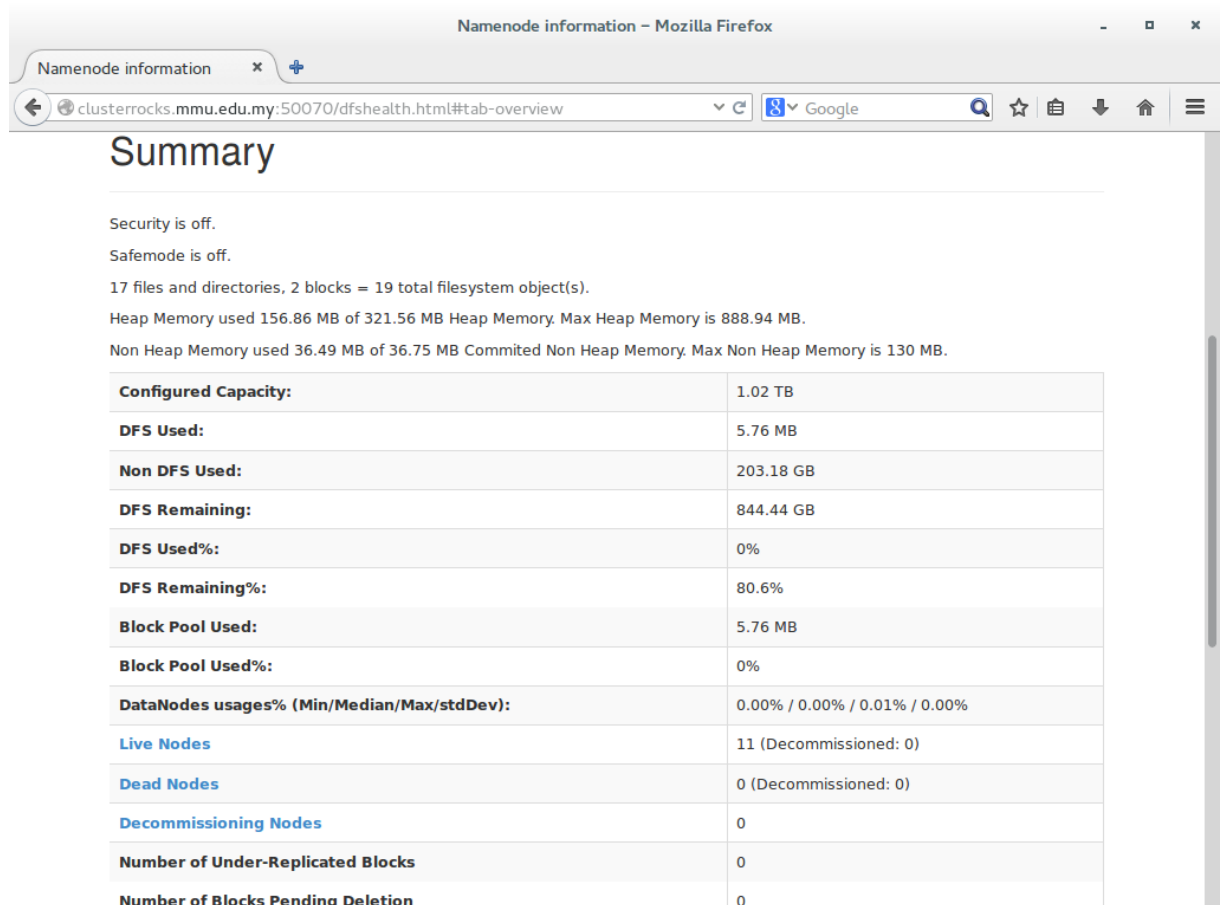 Namenode information - Mozilla Firefox
Namenode information
clusterrocks.mmu.edu.my:50070/dfshealth.html#tab-overview
Google
Summary
Security is off.
Safemode is off.
17 files and directories, 2 blocks = 19 total filesystem object(s).
Heap Memory used 156.86 MB of 321.56 MB Heap Memory. Max Heap Memory is 888.94 MB.
Non Heap Memory used 36.49 MB of 36.75 MB Commited Non Heap Memory. Max Non Heap Memory is 130 MB.
Configured Capacity: 1.02 TB
DFS Used: 5.76 MB
Non DFS Used: 203.18 GB
DFS Remaining: 844.44 GB
DFS Used%: 0%
DFS Remaining%: 80.6%
Block Pool Used: 5.76 MB
Block Pool Used%: 0%
DataNodes usages% (Min/Median/Max/stdDev): 0.00% / 0.00% / 0.01% / 0.00%
Live Nodes 11 (Decommissioned: 0)
Dead Nodes 0 (Decommissioned: 0)
Decommissioning Nodes 0
Number of Under-Replicated Blocks 0
Number of Blocks Pending Deletion 0